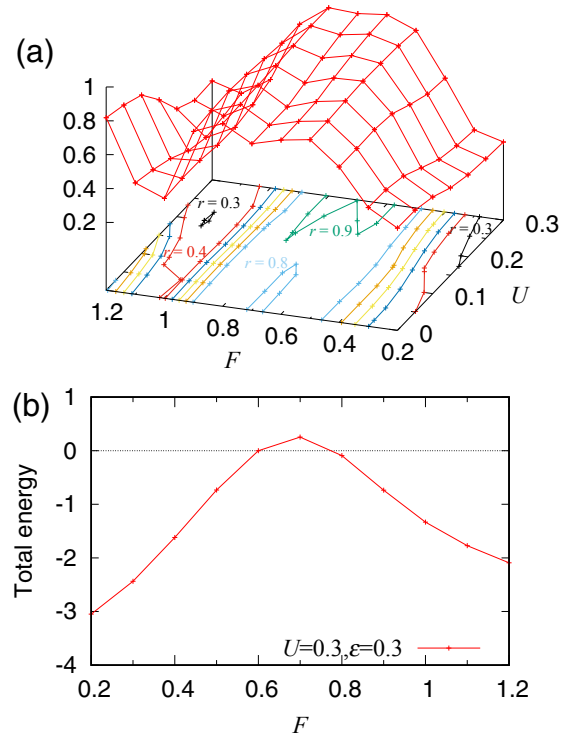 (a)
1
0.8
0.6
0.4
0.2
r = 0.3
r = 0.4
r = 0.9
r = 0.8
r = 0.3
1.2
1
0.8
0.6
0.4
0.2
F
0
0.1
0.2
0.3
U
(b)
1
0
-1
-2
-3
-4
Total energy
U=0.3,ε=0.3
0.2
0.4
0.6
0.8
1
1.2
F